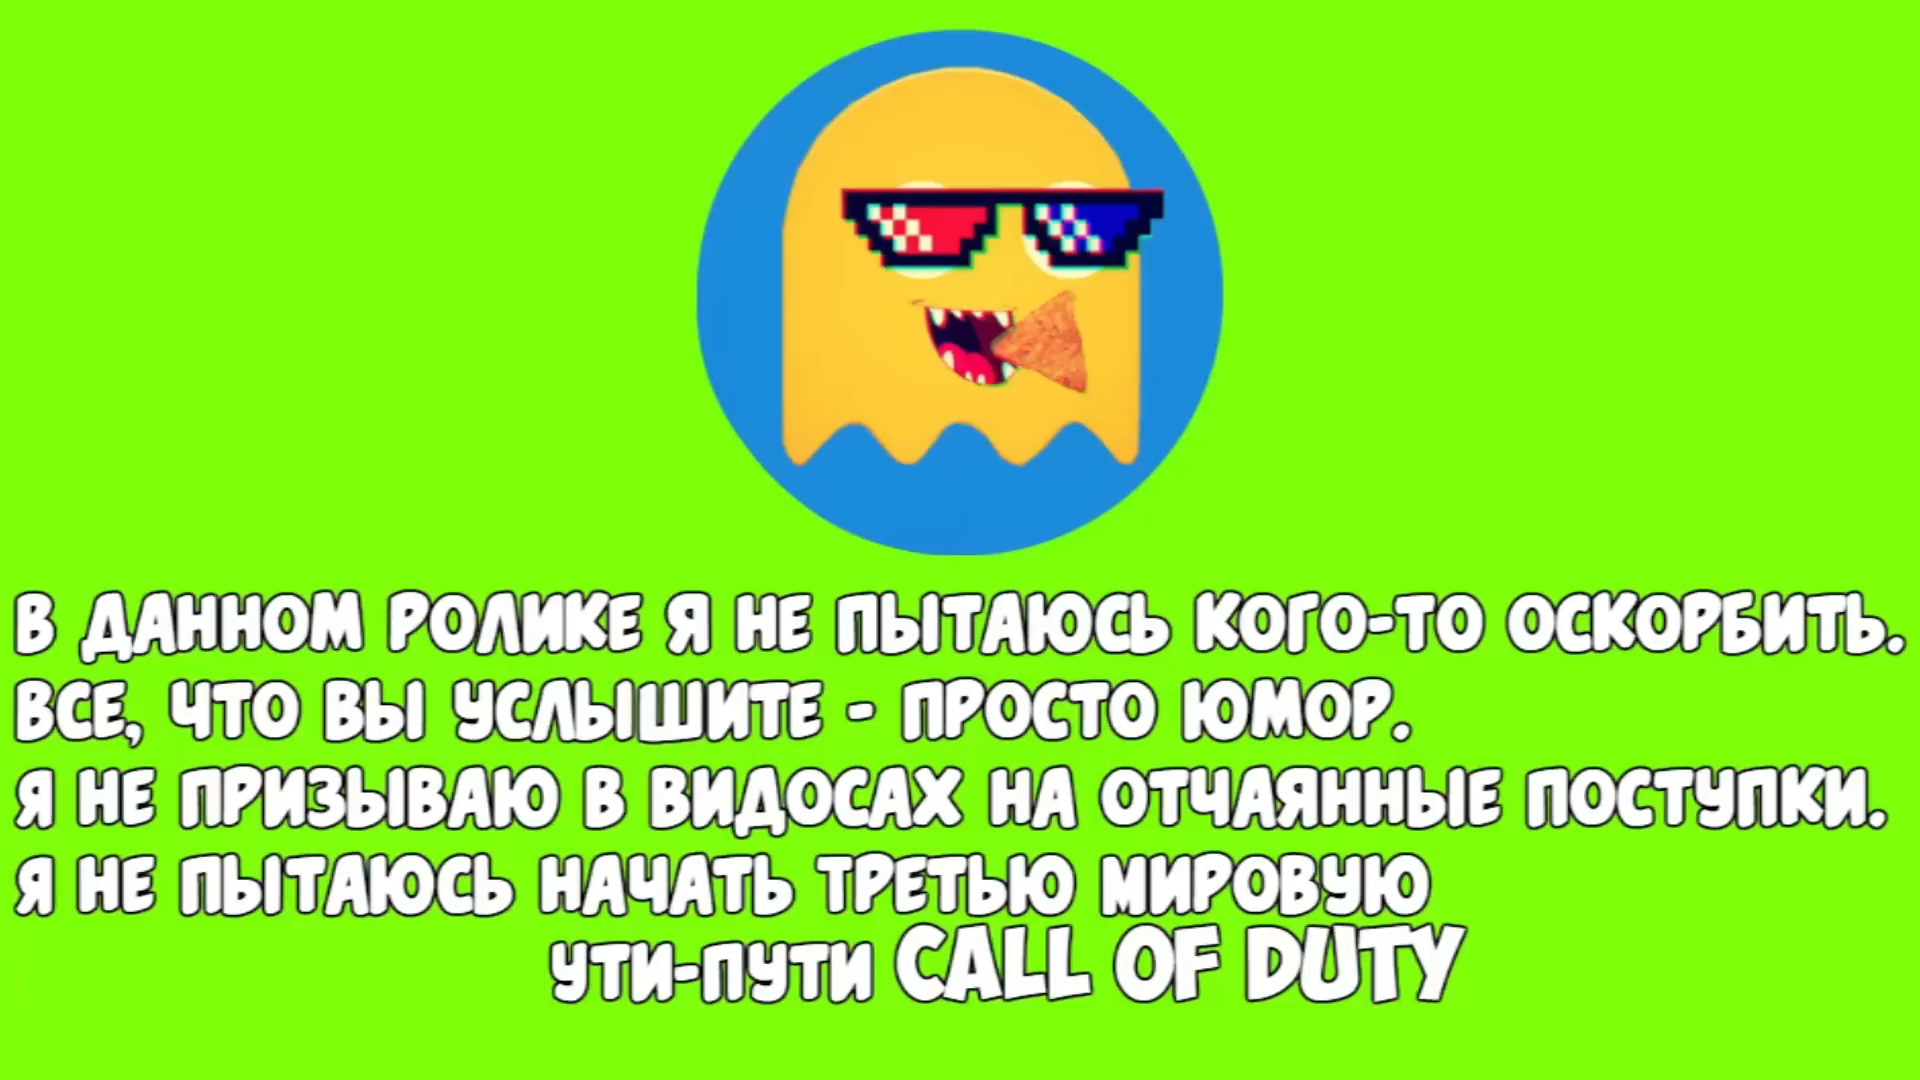 В ДАННОМ РОЛИКЕ Я НЕ ПЫТАЮСЬ КОГО-ТО ОСКОРБИТЬ.
ВСЕ, ЧТО ВЫ УСЛЫШИТЕ - ПРОСТО ЮМОР.
Я НЕ ПРИЗЫВАЮ В ВИДОСАХ НА ОТЧАЯННЫЕ ПОСТУПКИ.
Я НЕ ПЫТАЮСЬ НАЧАТЬ ТРЕТЬЮ МИРОВУЮ
УТИ-ПУТИ CALL OF DUTY